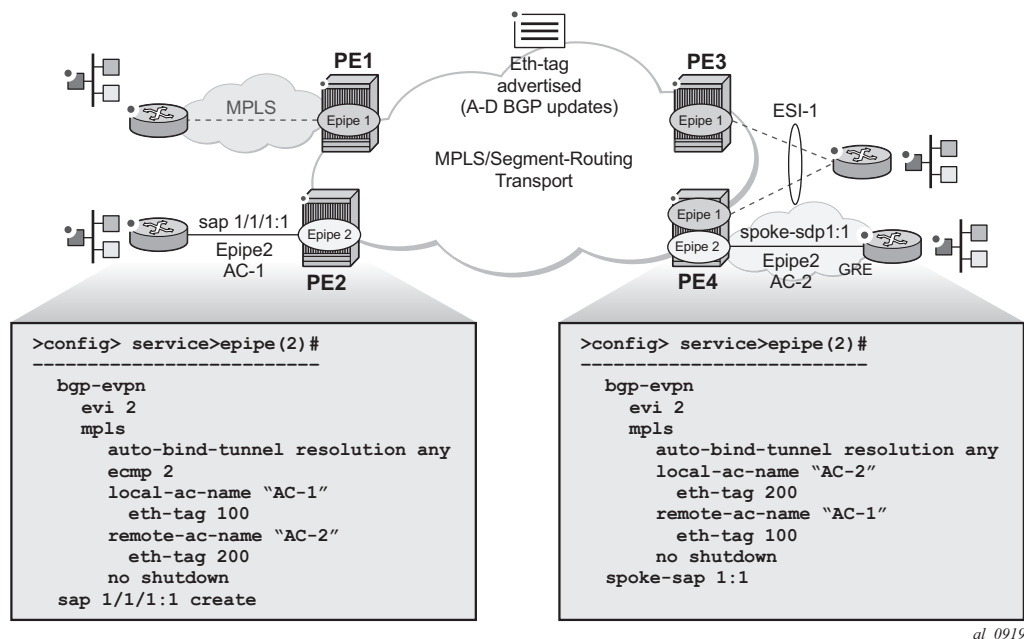 Eth-tag
advertised
(A-D BGP updates)
PE1
PE3
MPLS
Epipe 1
Epipe 1
ESI-1
MPLS/Segment-Routing
Transport
sap 1/1/1:1
Epipe2
AC-1
Epipe 2
PE2
Epipe 1
Epipe 2
PE4
spoke-sdp1:1
Epipe2
AC-2
GRE
>config> service>epipe(2)#
---------------------------
bgp-evpn
evi 2
mpls
auto-bind-tunnel resolution any
ecmp 2
local-ac-name “AC-1”
eth-tag 100
remote-ac-name “AC-2”
eth-tag 200
no shutdown
sap 1/1/1:1 create
>config> service>epipe(2)#
---------------------------
bgp-evpn
evi 2
mpls
auto-bind-tunnel resolution any
local-ac-name “AC-2”
eth-tag 200
remote-ac-name “AC-1”
eth-tag 100
no shutdown
spoke-sap 1:1
al_0919